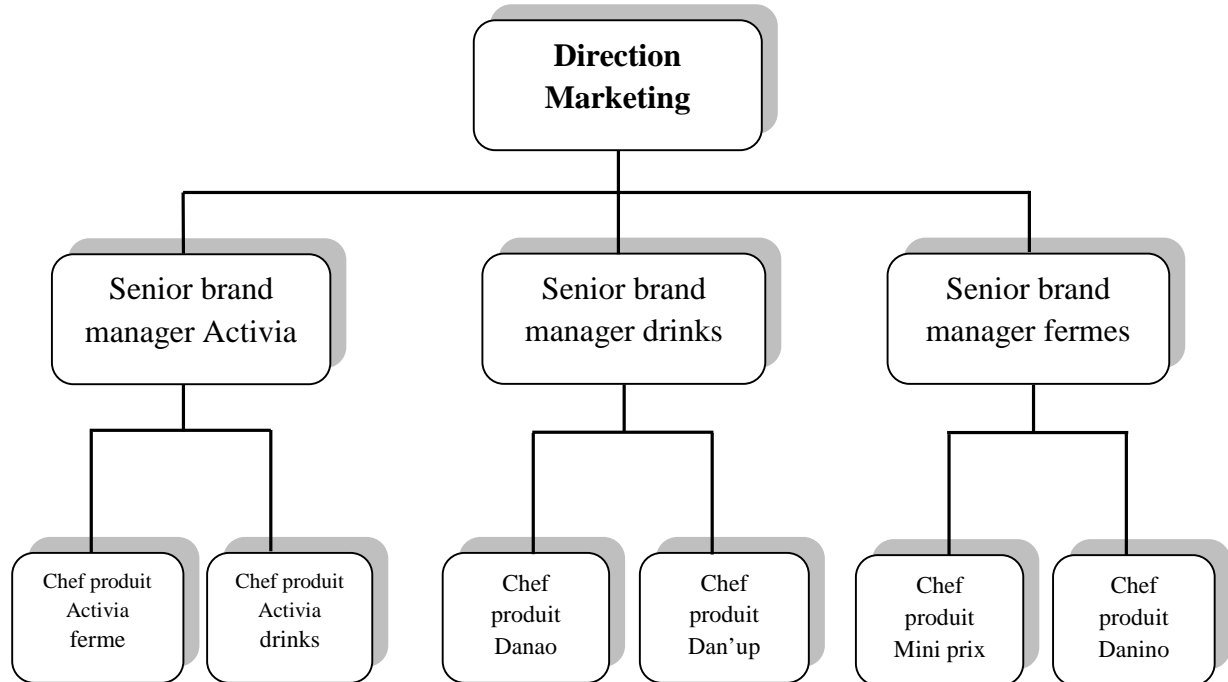 Direction
Marketing
Senior brand
manager Activia
Senior brand
manager drinks
Senior brand
manager fermes
Chef produit
Activia
ferme
Chef produit
Activia
drinks
Chef
produit
Danao
Chef
produit
Dan’up
Chef
produit
Mini prix
Chef
produit
Danino